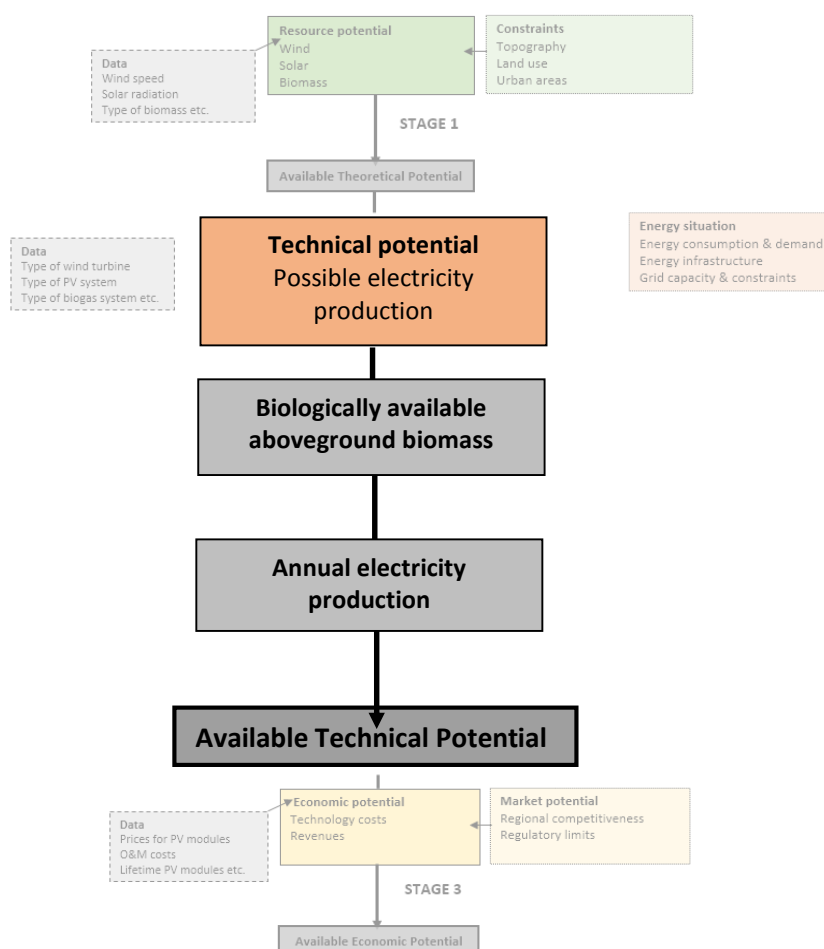 Resource potential
Wind
Solar
Biomass
Constraints
Topography
Land use
Urban areas
Data
Wind speed
Solar radiation
Type of biomass etc.
STAGE 1
Available Theoretical Potential
Technical potential
Possible electricity
production
Data
Type of wind turbine
Type of PV system
Type of biogas system etc.
Energy situation
Energy consumption & demand
Energy infrastructure
Grid capacity & constraints
Biologically available
aboveground biomass
Annual electricity
production
Available Technical Potential
Economic potential
Technology costs
Revenues
Market potential
Regional competitiveness
Regulatory limits
Data
Prices for PV modules
O&M costs
Lifetime PV modules etc.
STAGE 3
Available Economic Potential